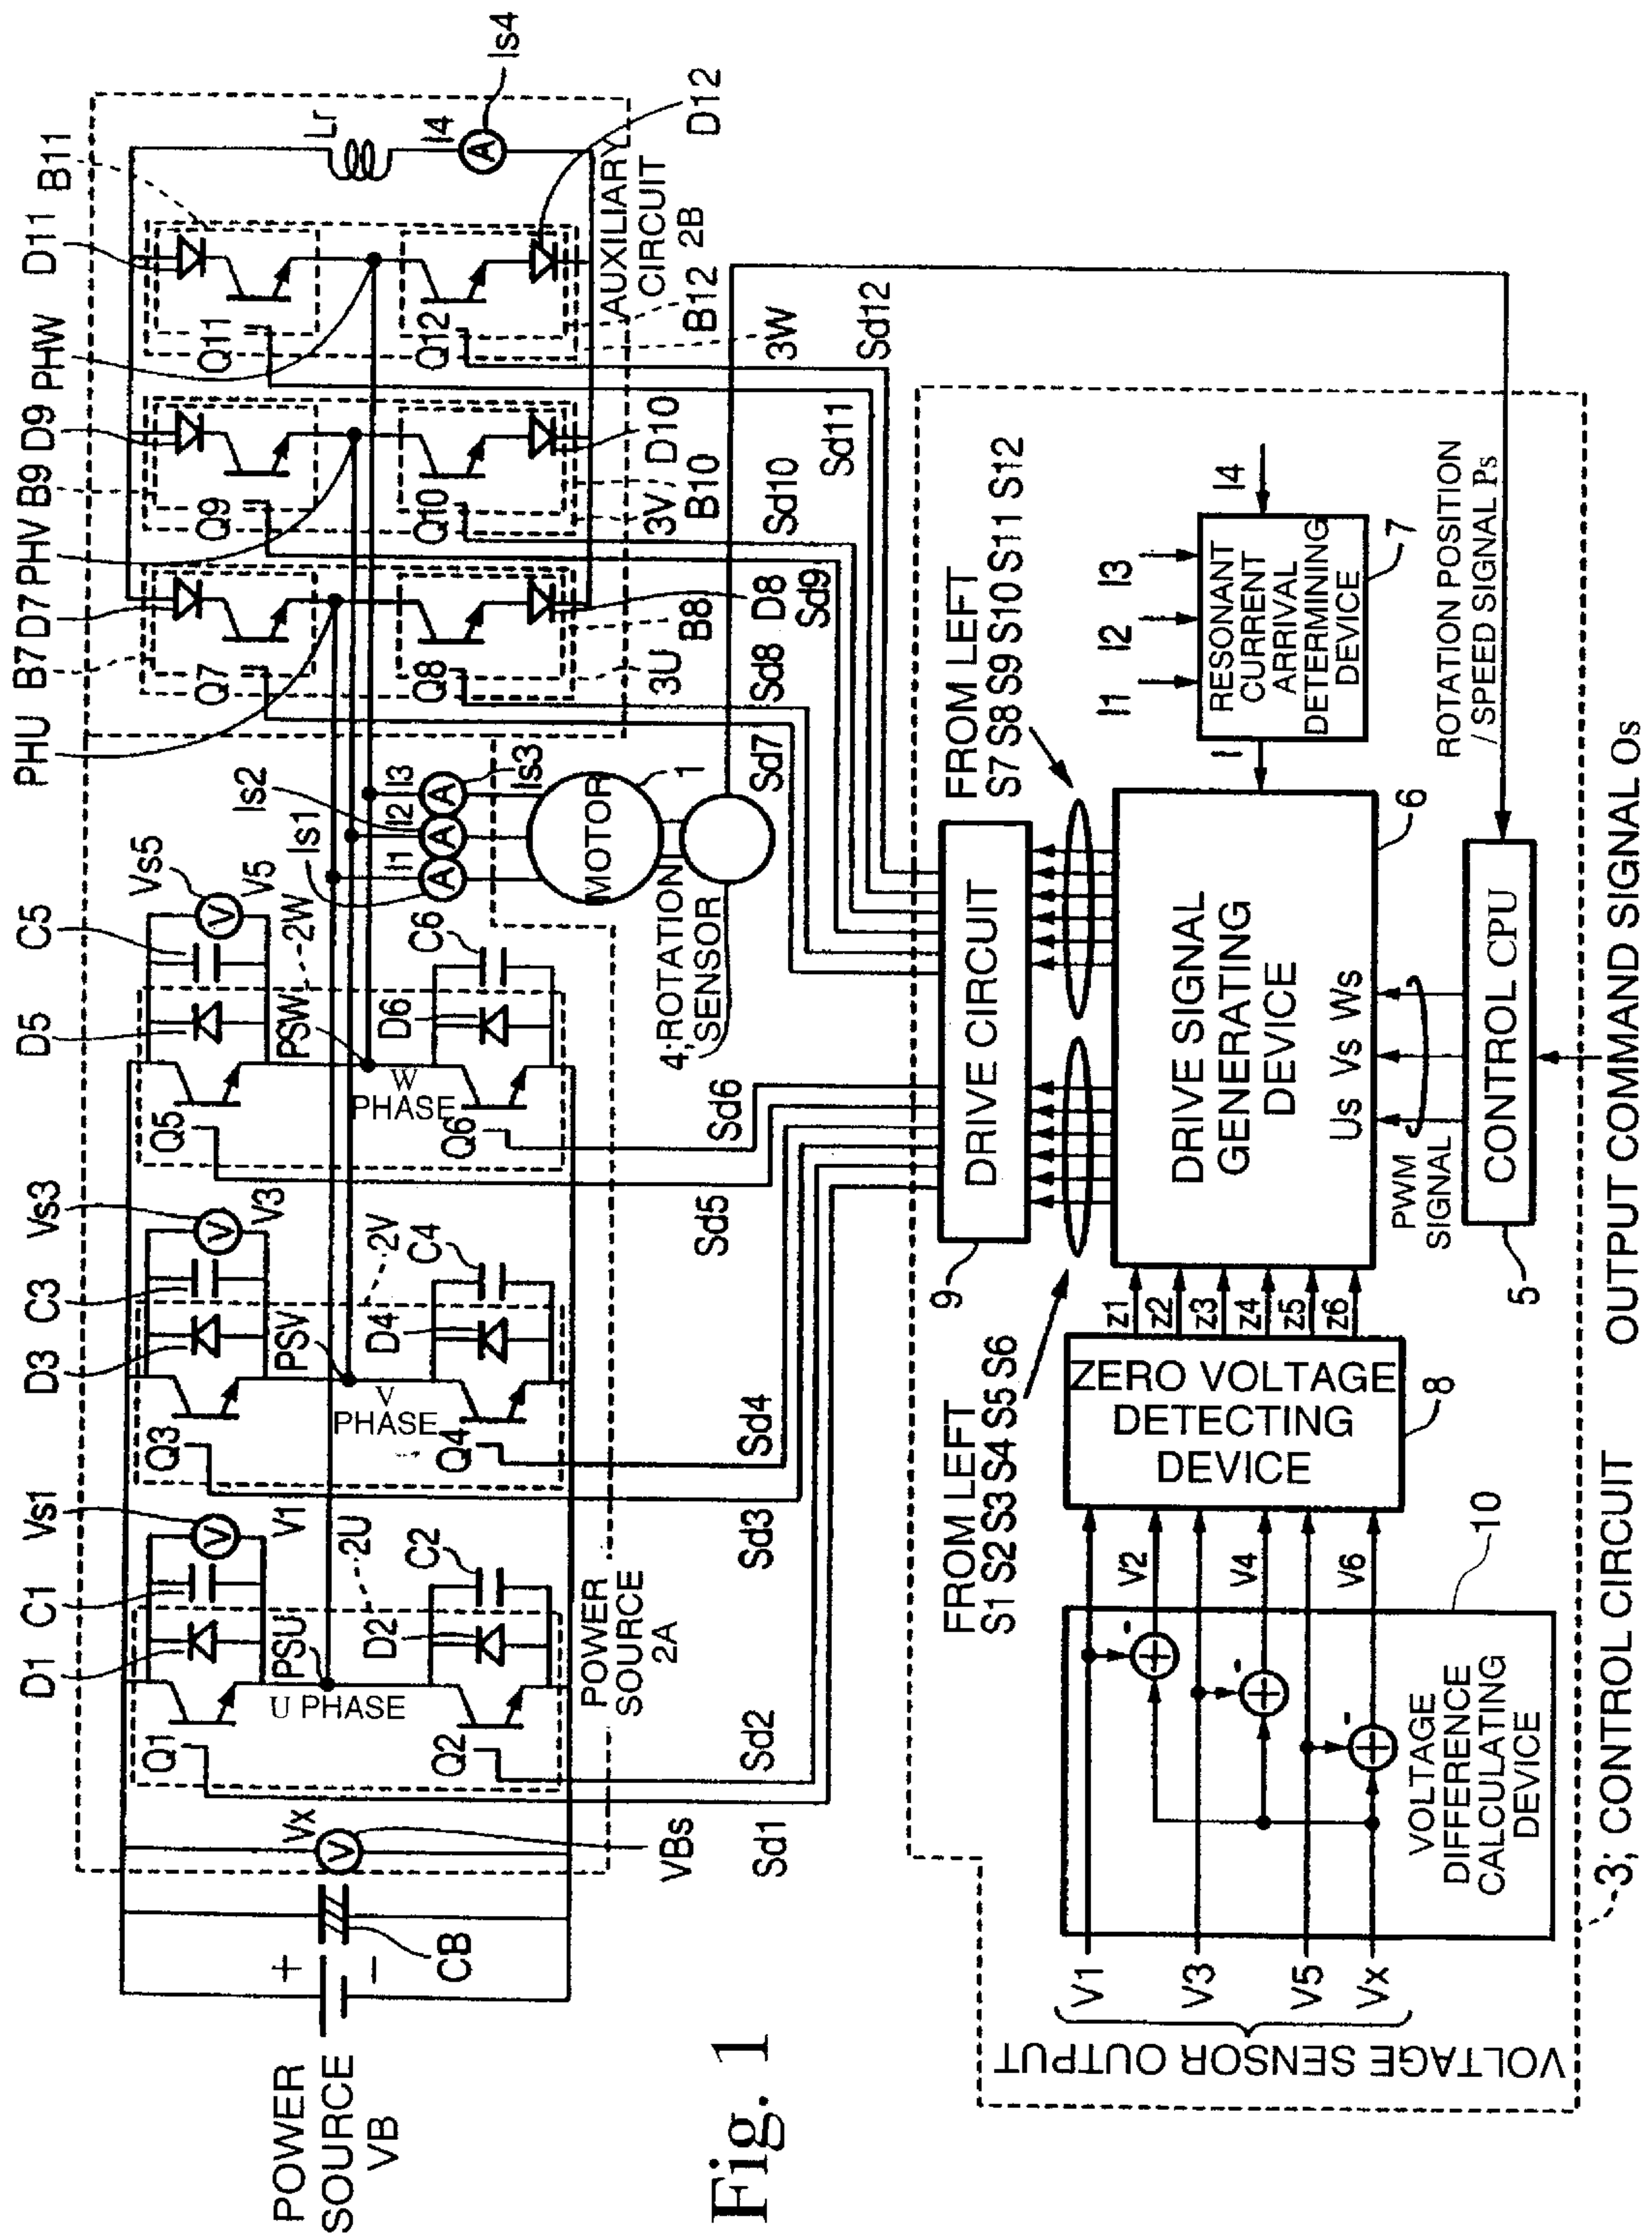 POWER
SOURCE
VB
+
−
CB
Vx
V
VBs
D1
C1
Vs1
V
V1
Q1
PSU
U PHASE
2U
D2
C2
Q2
POWER
SOURCE
2A
D3
C3
Vs3
V
V3
Q3
PSV
V
PHASE
2V
D4
C4
Q4
D5
C5
Vs5
V
V5
Q5
PSW
W
PHASE
2W
D6
C6
Q6
Is1
Is2
Is3
I1
I2
I3
A
A
A
MOTOR
1
4;ROTATION
SENSOR
PHU
B7
D7
PHV
B9
D9
PHW
D11
B11
Q7
Q8
Q9
Q10
Q11
Q12
3U
B8
D8
3V
B10
D10
3W
B12
D12
AUXILIARY
CIRCUIT
2B
Lr
I4
A
Is4
Sd1
Sd2
Sd3
Sd4
Sd5
Sd6
Sd7
Sd8
Sd9
Sd10
Sd11
Sd12
Fig. 1
FROM LEFT
S1 S2 S3 S4 S5 S6
FROM LEFT
S7 S8 S9 S10 S11 S12
9
DRIVE CIRCUIT
DRIVE SIGNAL
GENERATING
DEVICE
Us Vs Ws
6
I
RESONANT
CURRENT
ARRIVAL
DETERMINING
DEVICE
7
I1
I2
I3
I4
PWM
SIGNAL
CONTROL CPU
5
ROTATION POSITION
/ SPEED SIGNAL Ps
OUTPUT COMMAND SIGNAL Os
z1
z2
z3
z4
z5
z6
ZERO VOLTAGE
DETECTING
DEVICE
8
V2
V4
V6
-
-
-
10
VOLTAGE
DIFFERENCE
CALCULATING
DEVICE
V1
V3
V5
Vx
VOLTAGE SENSOR OUTPUT
3; CONTROL CIRCUIT